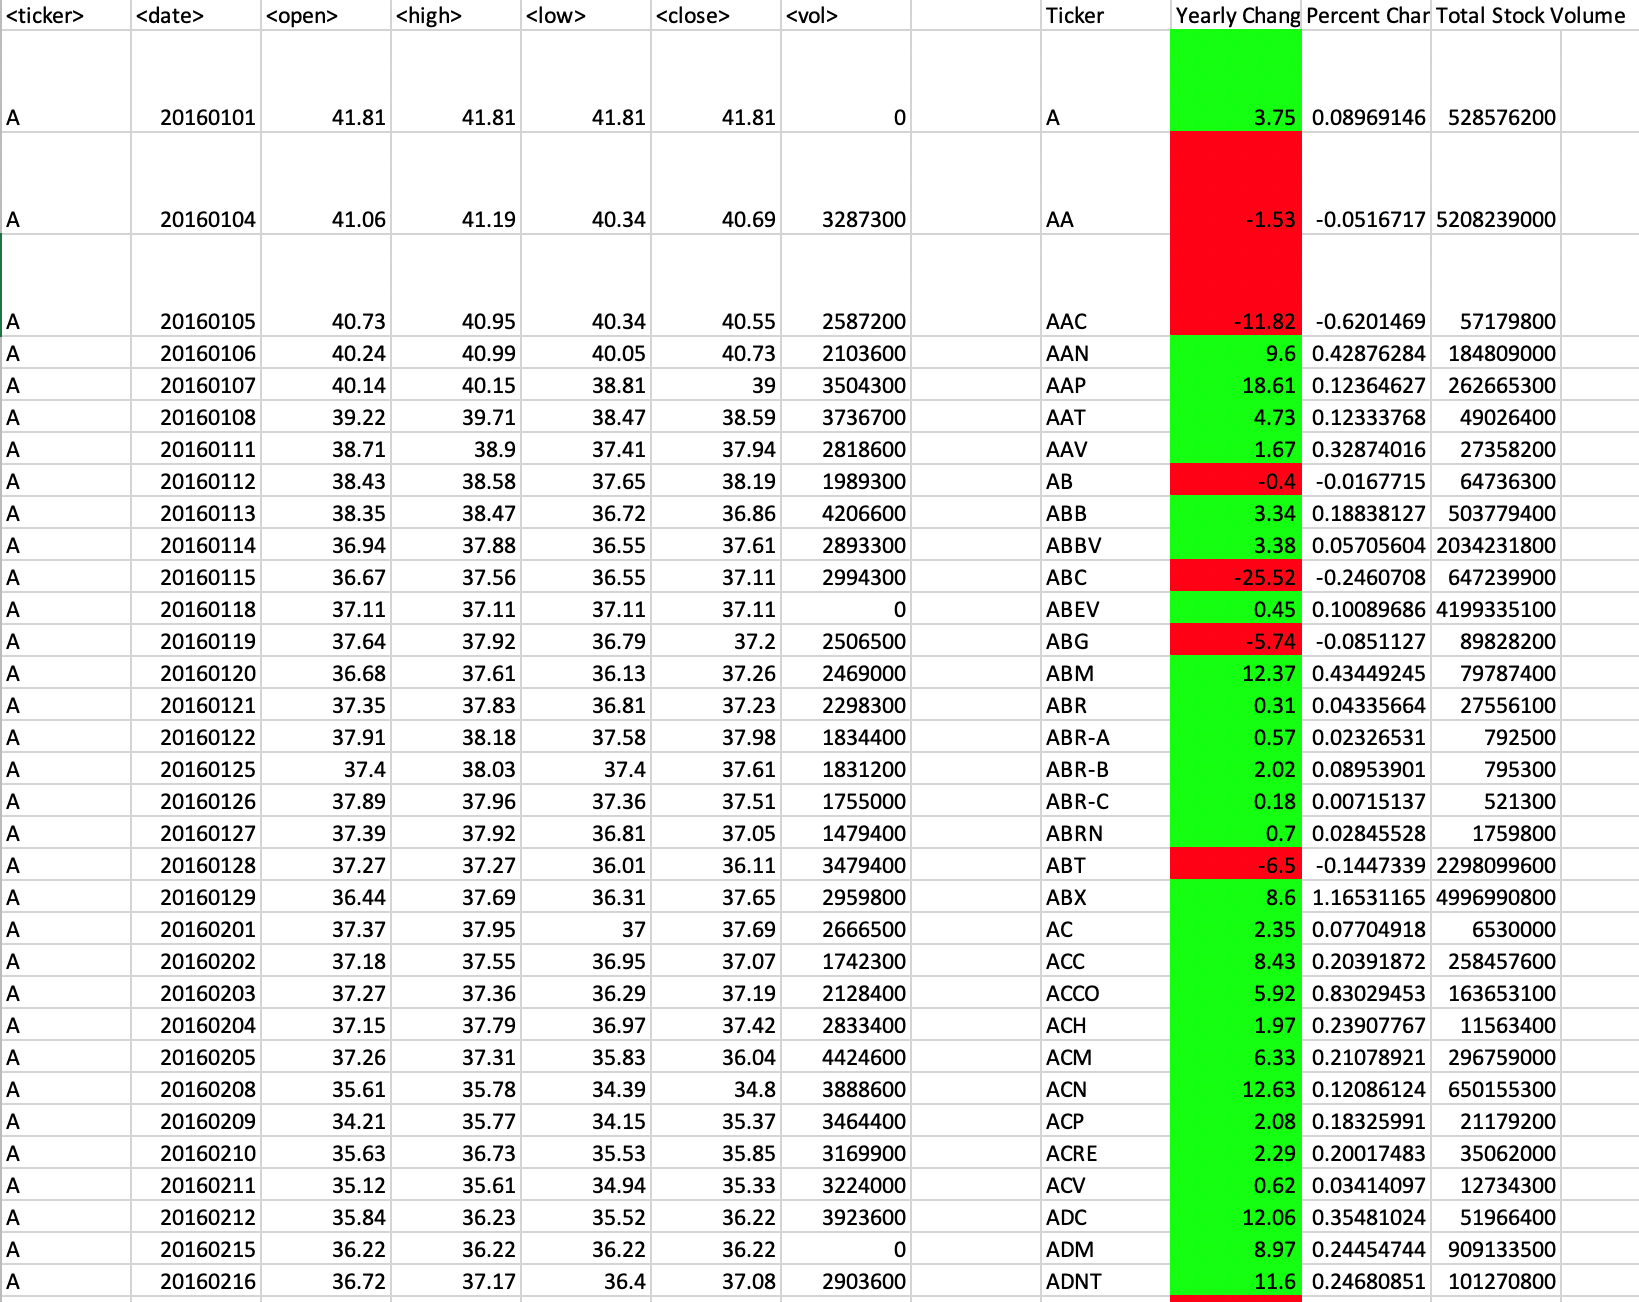 <ticker> <date> <open> <high> <low> <close> <vol> Ticker Yearly Chang Percent Char Total Stock Volume
A 20160101 41.81 41.81 41.81 41.81 0 A 3.75 0.08969146 528576200
A 20160104 41.06 41.19 40.34 40.69 3287300 AA -1.53 -0.0516717 5208239000
A 20160105 40.73 40.95 40.34 40.55 2587200 AAC -11.82 -0.6201469 57179800
A 20160106 40.24 40.99 40.05 40.73 2103600 AAN 9.6 0.42876284 184809000
A 20160107 40.14 40.15 38.81 39 3504300 AAP 18.61 0.12364627 262665300
A 20160108 39.22 39.71 38.47 38.59 3736700 AAT 4.73 0.12333768 49026400
A 20160111 38.71 38.9 37.41 37.94 2818600 AAV 1.67 0.32874016 27358200
A 20160112 38.43 38.58 37.65 38.19 1989300 AB -0.4 -0.0167715 64736300
A 20160113 38.35 38.47 36.72 36.86 4206600 ABB 3.34 0.18838127 503779400
A 20160114 36.94 37.88 36.55 37.61 2893300 ABBV 3.38 0.05705604 2034231800
A 20160115 36.67 37.56 36.55 37.11 2994300 ABC -25.52 -0.2460708 647239900
A 20160118 37.11 37.11 37.11 37.11 0 ABEV 0.45 0.10089686 4199335100
A 20160119 37.64 37.92 36.79 37.2 2506500 ABG -5.74 -0.0851127 89828200
A 20160120 36.68 37.61 36.13 37.26 2469000 ABM 12.37 0.43449245 79787400
A 20160121 37.35 37.83 36.81 37.23 2298300 ABR 0.31 0.04335664 27556100
A 20160122 37.91 38.18 37.58 37.98 1834400 ABR-A 0.57 0.02326531 792500
A 20160125 37.4 38.03 37.4 37.61 1831200 ABR-B 2.02 0.08953901 795300
A 20160126 37.89 37.96 37.36 37.51 1755000 ABR-C 0.18 0.00715137 521300
A 20160127 37.39 37.92 36.81 37.05 1479400 ABRN 0.7 0.02845528 1759800
A 20160128 37.27 37.27 36.01 36.11 3479400 ABT -6.5 -0.1447339 2298099600
A 20160129 36.44 37.69 36.31 37.65 2959800 ABX 8.6 1.16531165 4996990800
A 20160201 37.37 37.95 37 37.69 2666500 AC 2.35 0.07704918 6530000
A 20160202 37.18 37.55 36.95 37.07 1742300 ACC 8.43 0.20391872 258457600
A 20160203 37.27 37.36 36.29 37.19 2128400 ACCO 5.92 0.83029453 163653100
A 20160204 37.15 37.79 36.97 37.42 2833400 ACH 1.97 0.23907767 11563400
A 20160205 37.26 37.31 35.83 36.04 4424600 ACM 6.33 0.21078921 296759000
A 20160208 35.61 35.78 34.39 34.8 3888600 ACN 12.63 0.12086124 650155300
A 20160209 34.21 35.77 34.15 35.37 3464400 ACP 2.08 0.18325991 21179200
A 20160210 35.63 36.73 35.53 35.85 3169900 ACRE 2.29 0.20017483 35062000
A 20160211 35.12 35.61 34.94 35.33 3224000 ACV 0.62 0.03414097 12734300
A 20160212 35.84 36.23 35.52 36.22 3923600 ADC 12.06 0.35481024 51966400
A 20160215 36.22 36.22 36.22 36.22 0 ADM 8.97 0.24454744 909133500
A 20160216 36.72 37.17 36.4 37.08 2903600 ADNT 11.6 0.24680851 101270800